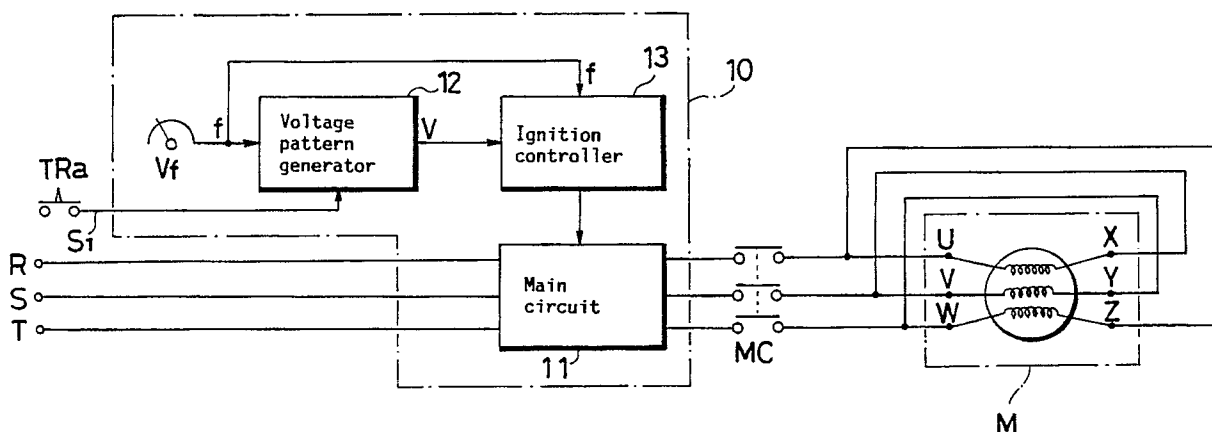 f
13
10
12
f
Voltage
pattern
generator
V
Ignition
controller
Vf
TRa
S1
R
S
T
Main
circuit
11
MC
U
V
W
X
Y
Z
M